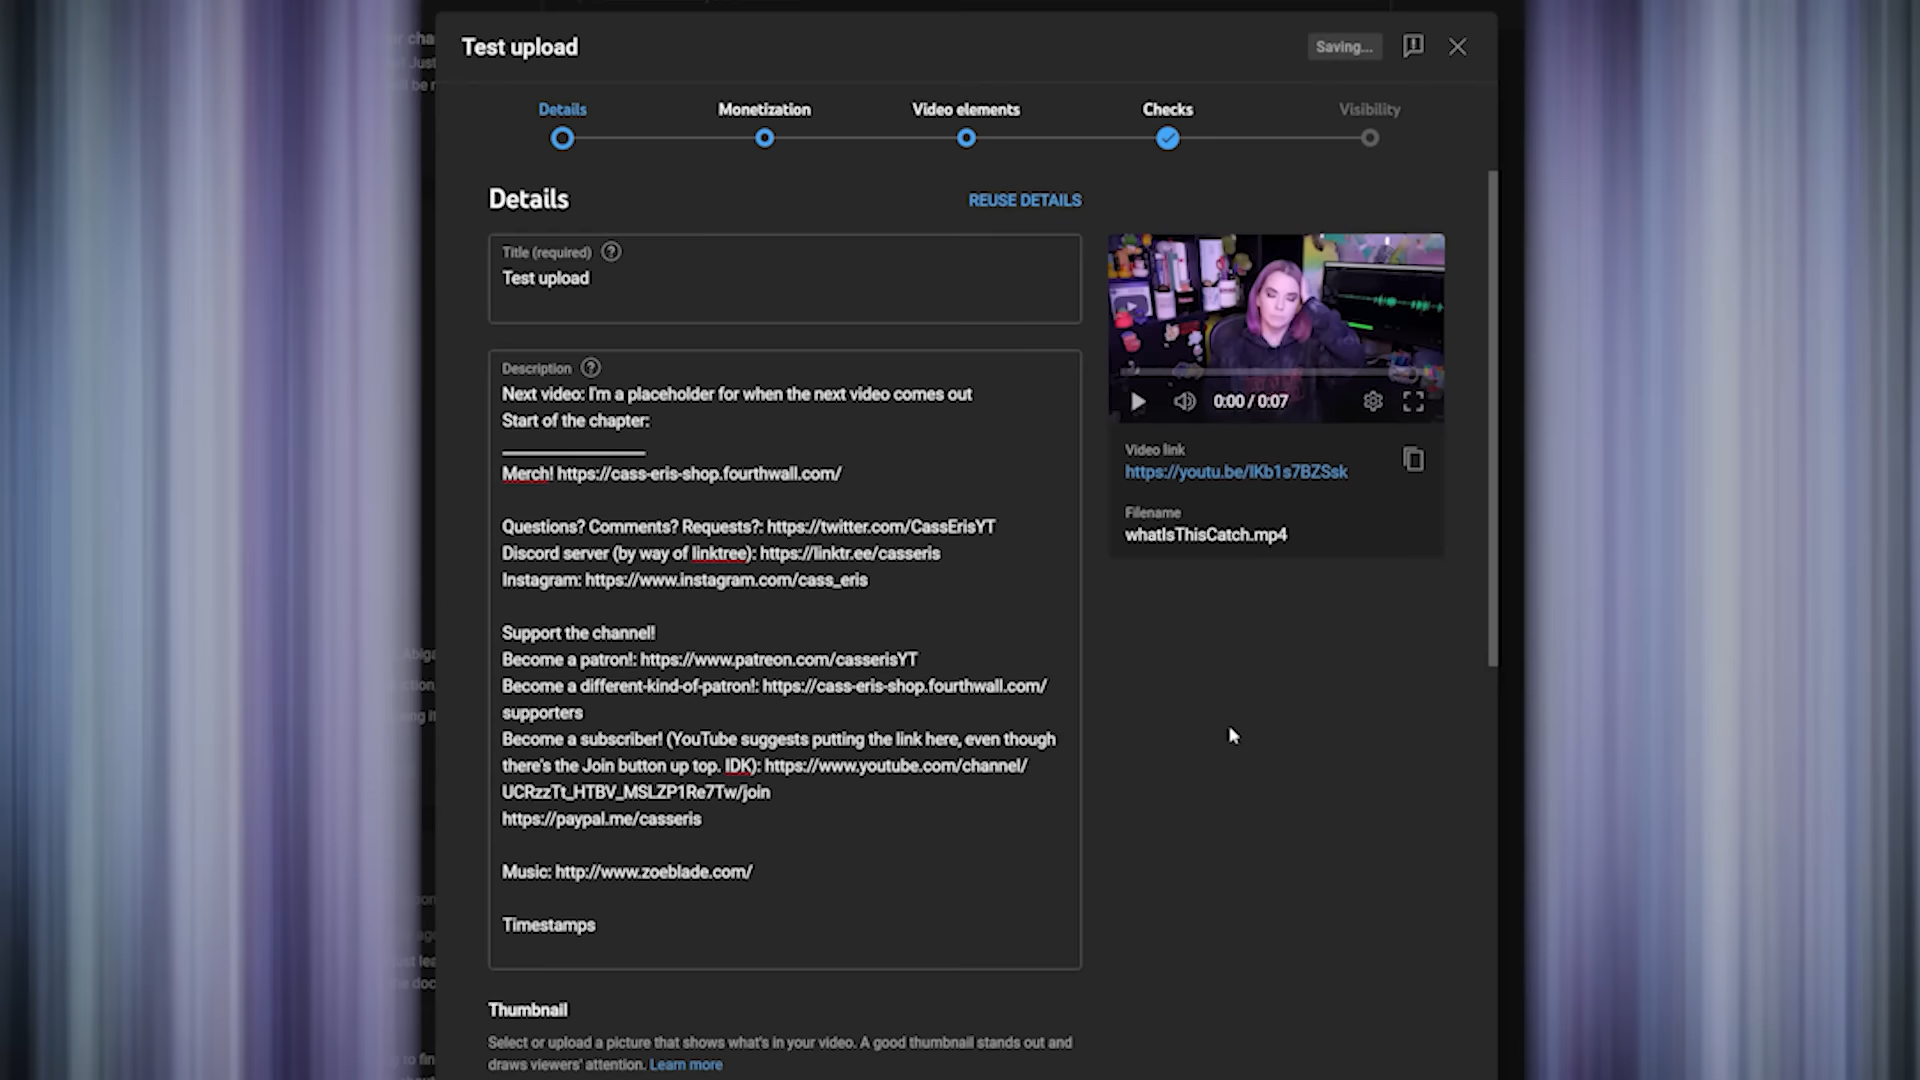 Test upload
Saving...
Details
Monetization
Video elements
Checks
Visibility
Details
REUSE DETAILS
Title (required)
Test upload
Description
Next video: I'm a placeholder for when the next video comes out
Start of the chapter:
Merch! https://cass-eris-shop.fourthwall.com/
Questions? Comments? Requests?: https://twitter.com/CassErisYT
Discord server (by way of linktree): https://linktr.ee/casseris
Instagram: https://www.instagram.com/cass_eris
Support the channel!
Become a patron!: https://www.patreon.com/casserisYT
Become a different-kind-of-patron!: https://cass-eris-shop.fourthwall.com/
supporters
Become a subscriber! (YouTube suggests putting the link here, even though
there's the Join button up top. IDK): https://www.youtube.com/channel/
UCRzzTt_HTBV_MSLZP1Re7Tw/join
https://paypal.me/casseris
Music: http://www.zoeblade.com/
Timestamps
0:00 / 0:07
Video link
https://youtu.be/IKb1s7BZSsk
Filename
whatIsThisCatch.mp4
Thumbnail
Select or upload a picture that shows what's in your video. A good thumbnail stands out and
draws viewers' attention. Learn more